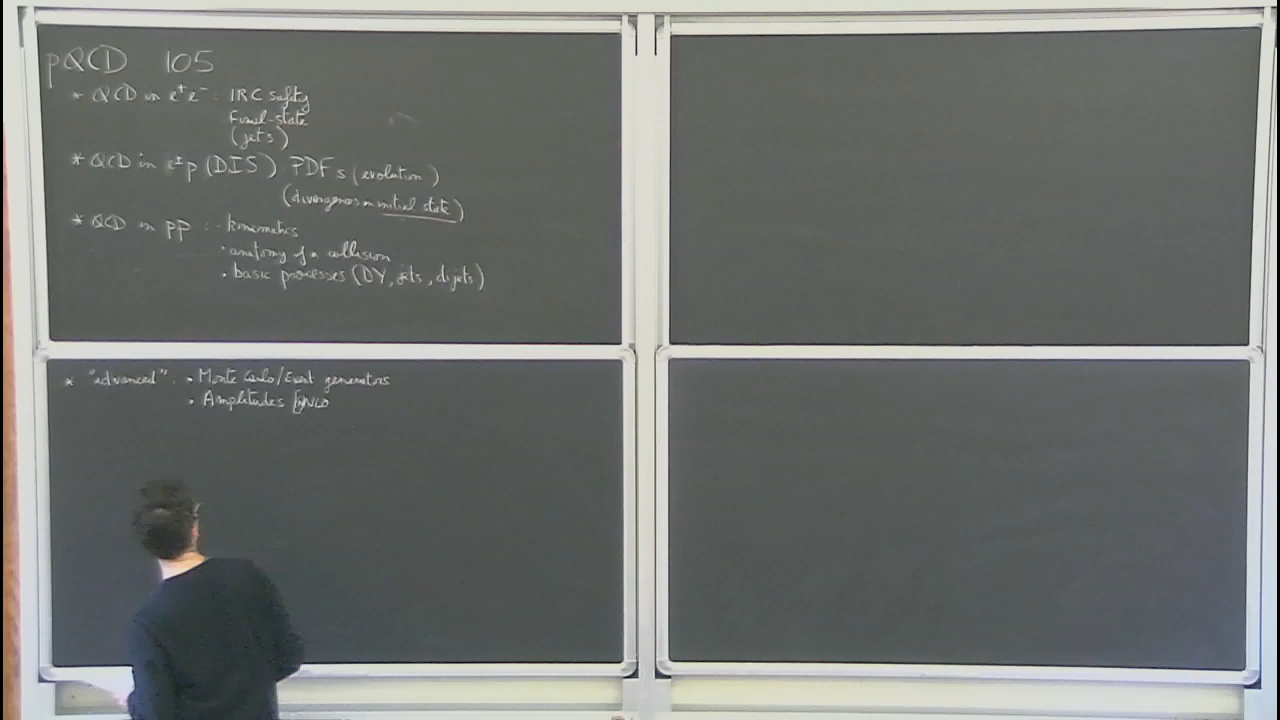 pQCD 105
* QCD in e⁺e⁻ : IRC safety
Final-state
(jets)
* QCD in e±p (DIS) PDFs (evolution)
(divergences in initial state)
* QCD in pp : - kinematics
• anatomy of a collision
• basic processes (DY, jets, dijets)
* "advanced" : • Monte Carlo/Event generators
• Amplitudes [NLO